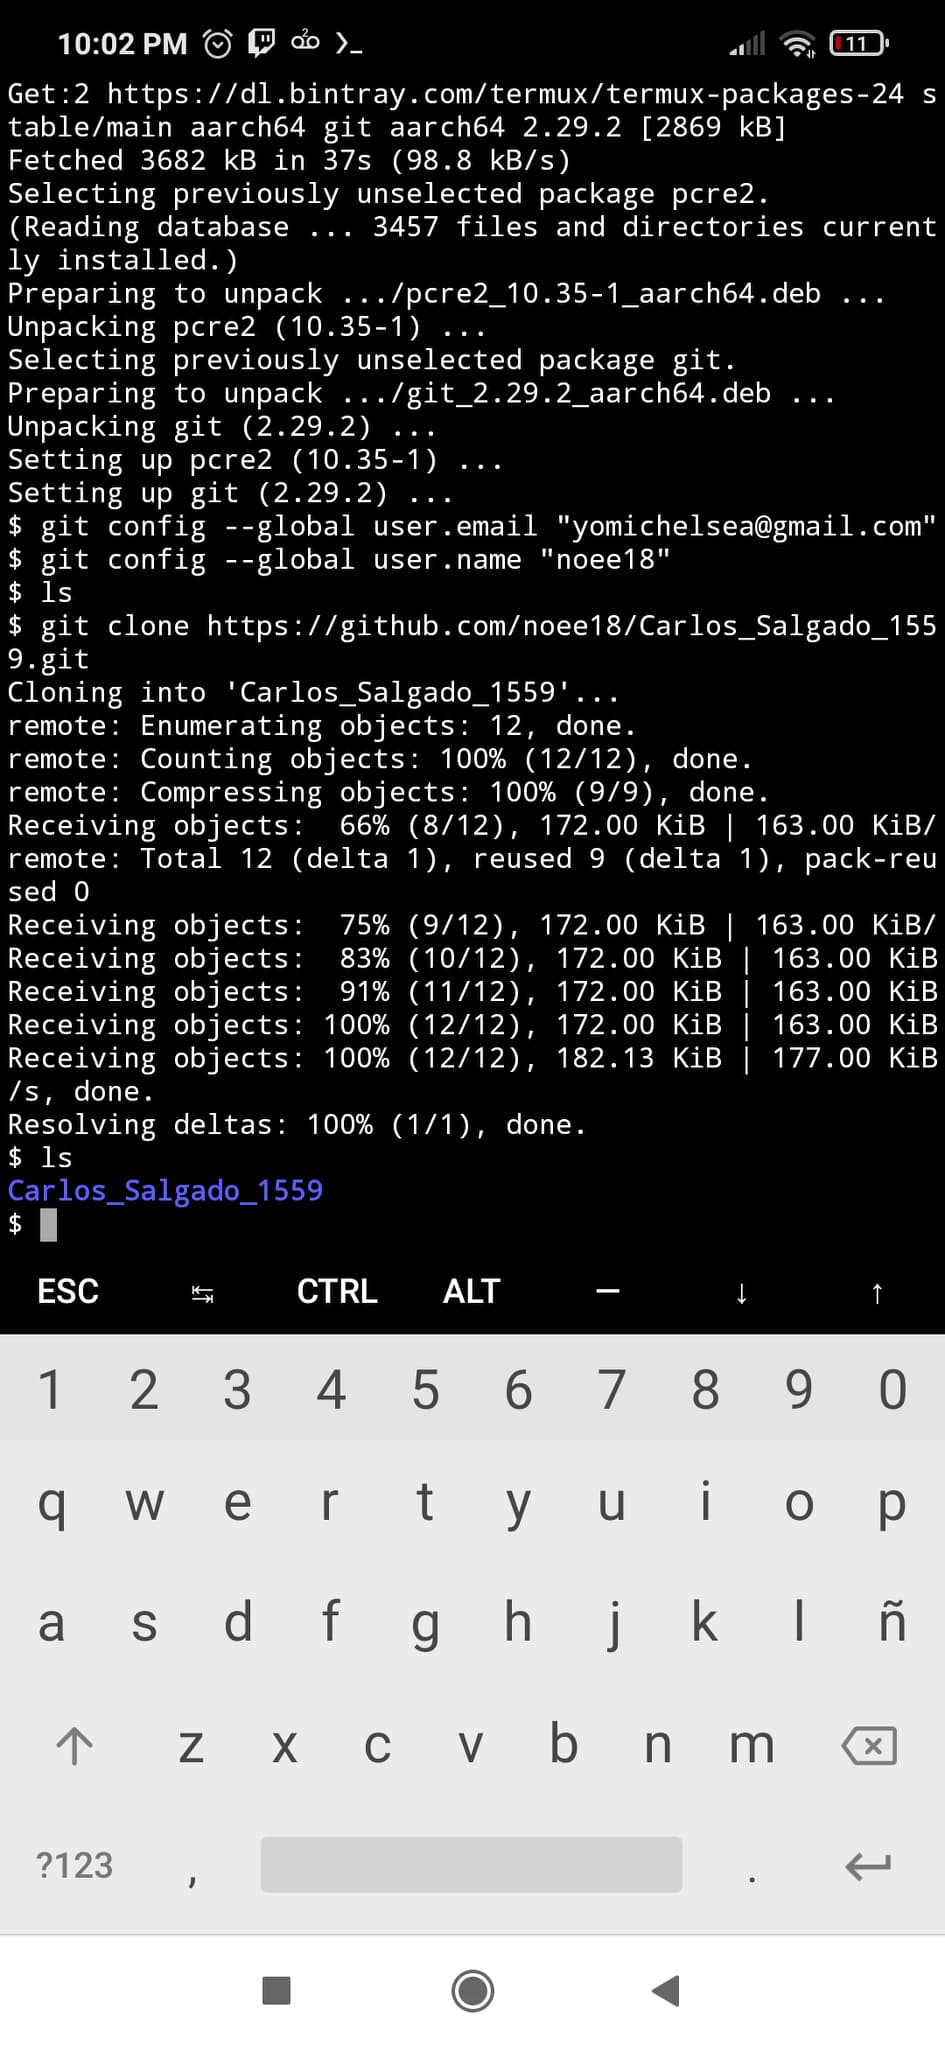 10:02 PM
11
Get:2 https://dl.bintray.com/termux/termux-packages-24 s
table/main aarch64 git aarch64 2.29.2 [2869 kB]
Fetched 3682 kB in 37s (98.8 kB/s)
Selecting previously unselected package pcre2.
(Reading database ... 3457 files and directories current
ly installed.)
Preparing to unpack .../pcre2_10.35-1_aarch64.deb ...
Unpacking pcre2 (10.35-1) ...
Selecting previously unselected package git.
Preparing to unpack .../git_2.29.2_aarch64.deb ...
Unpacking git (2.29.2) ...
Setting up pcre2 (10.35-1) ...
Setting up git (2.29.2) ...
$ git config --global user.email "yomichelsea@gmail.com"
$ git config --global user.name "noee18"
$ ls
$ git clone https://github.com/noee18/Carlos_Salgado_155
9.git
Cloning into 'Carlos_Salgado_1559'...
remote: Enumerating objects: 12, done.
remote: Counting objects: 100% (12/12), done.
remote: Compressing objects: 100% (9/9), done.
Receiving objects:  66% (8/12), 172.00 KiB | 163.00 KiB/
remote: Total 12 (delta 1), reused 9 (delta 1), pack-reu
sed 0
Receiving objects:  75% (9/12), 172.00 KiB | 163.00 KiB/
Receiving objects:  83% (10/12), 172.00 KiB | 163.00 KiB
Receiving objects:  91% (11/12), 172.00 KiB | 163.00 KiB
Receiving objects: 100% (12/12), 172.00 KiB | 163.00 KiB
Receiving objects: 100% (12/12), 182.13 KiB | 177.00 KiB
/s, done.
Resolving deltas: 100% (1/1), done.
$ ls
Carlos_Salgado_1559
$
ESC ↹ CTRL ALT — ↓ ↑
1 2 3 4 5 6 7 8 9 0
q w e r t y u i o p
a s d f g h j k l ñ
z x c v b n m
?123 , .